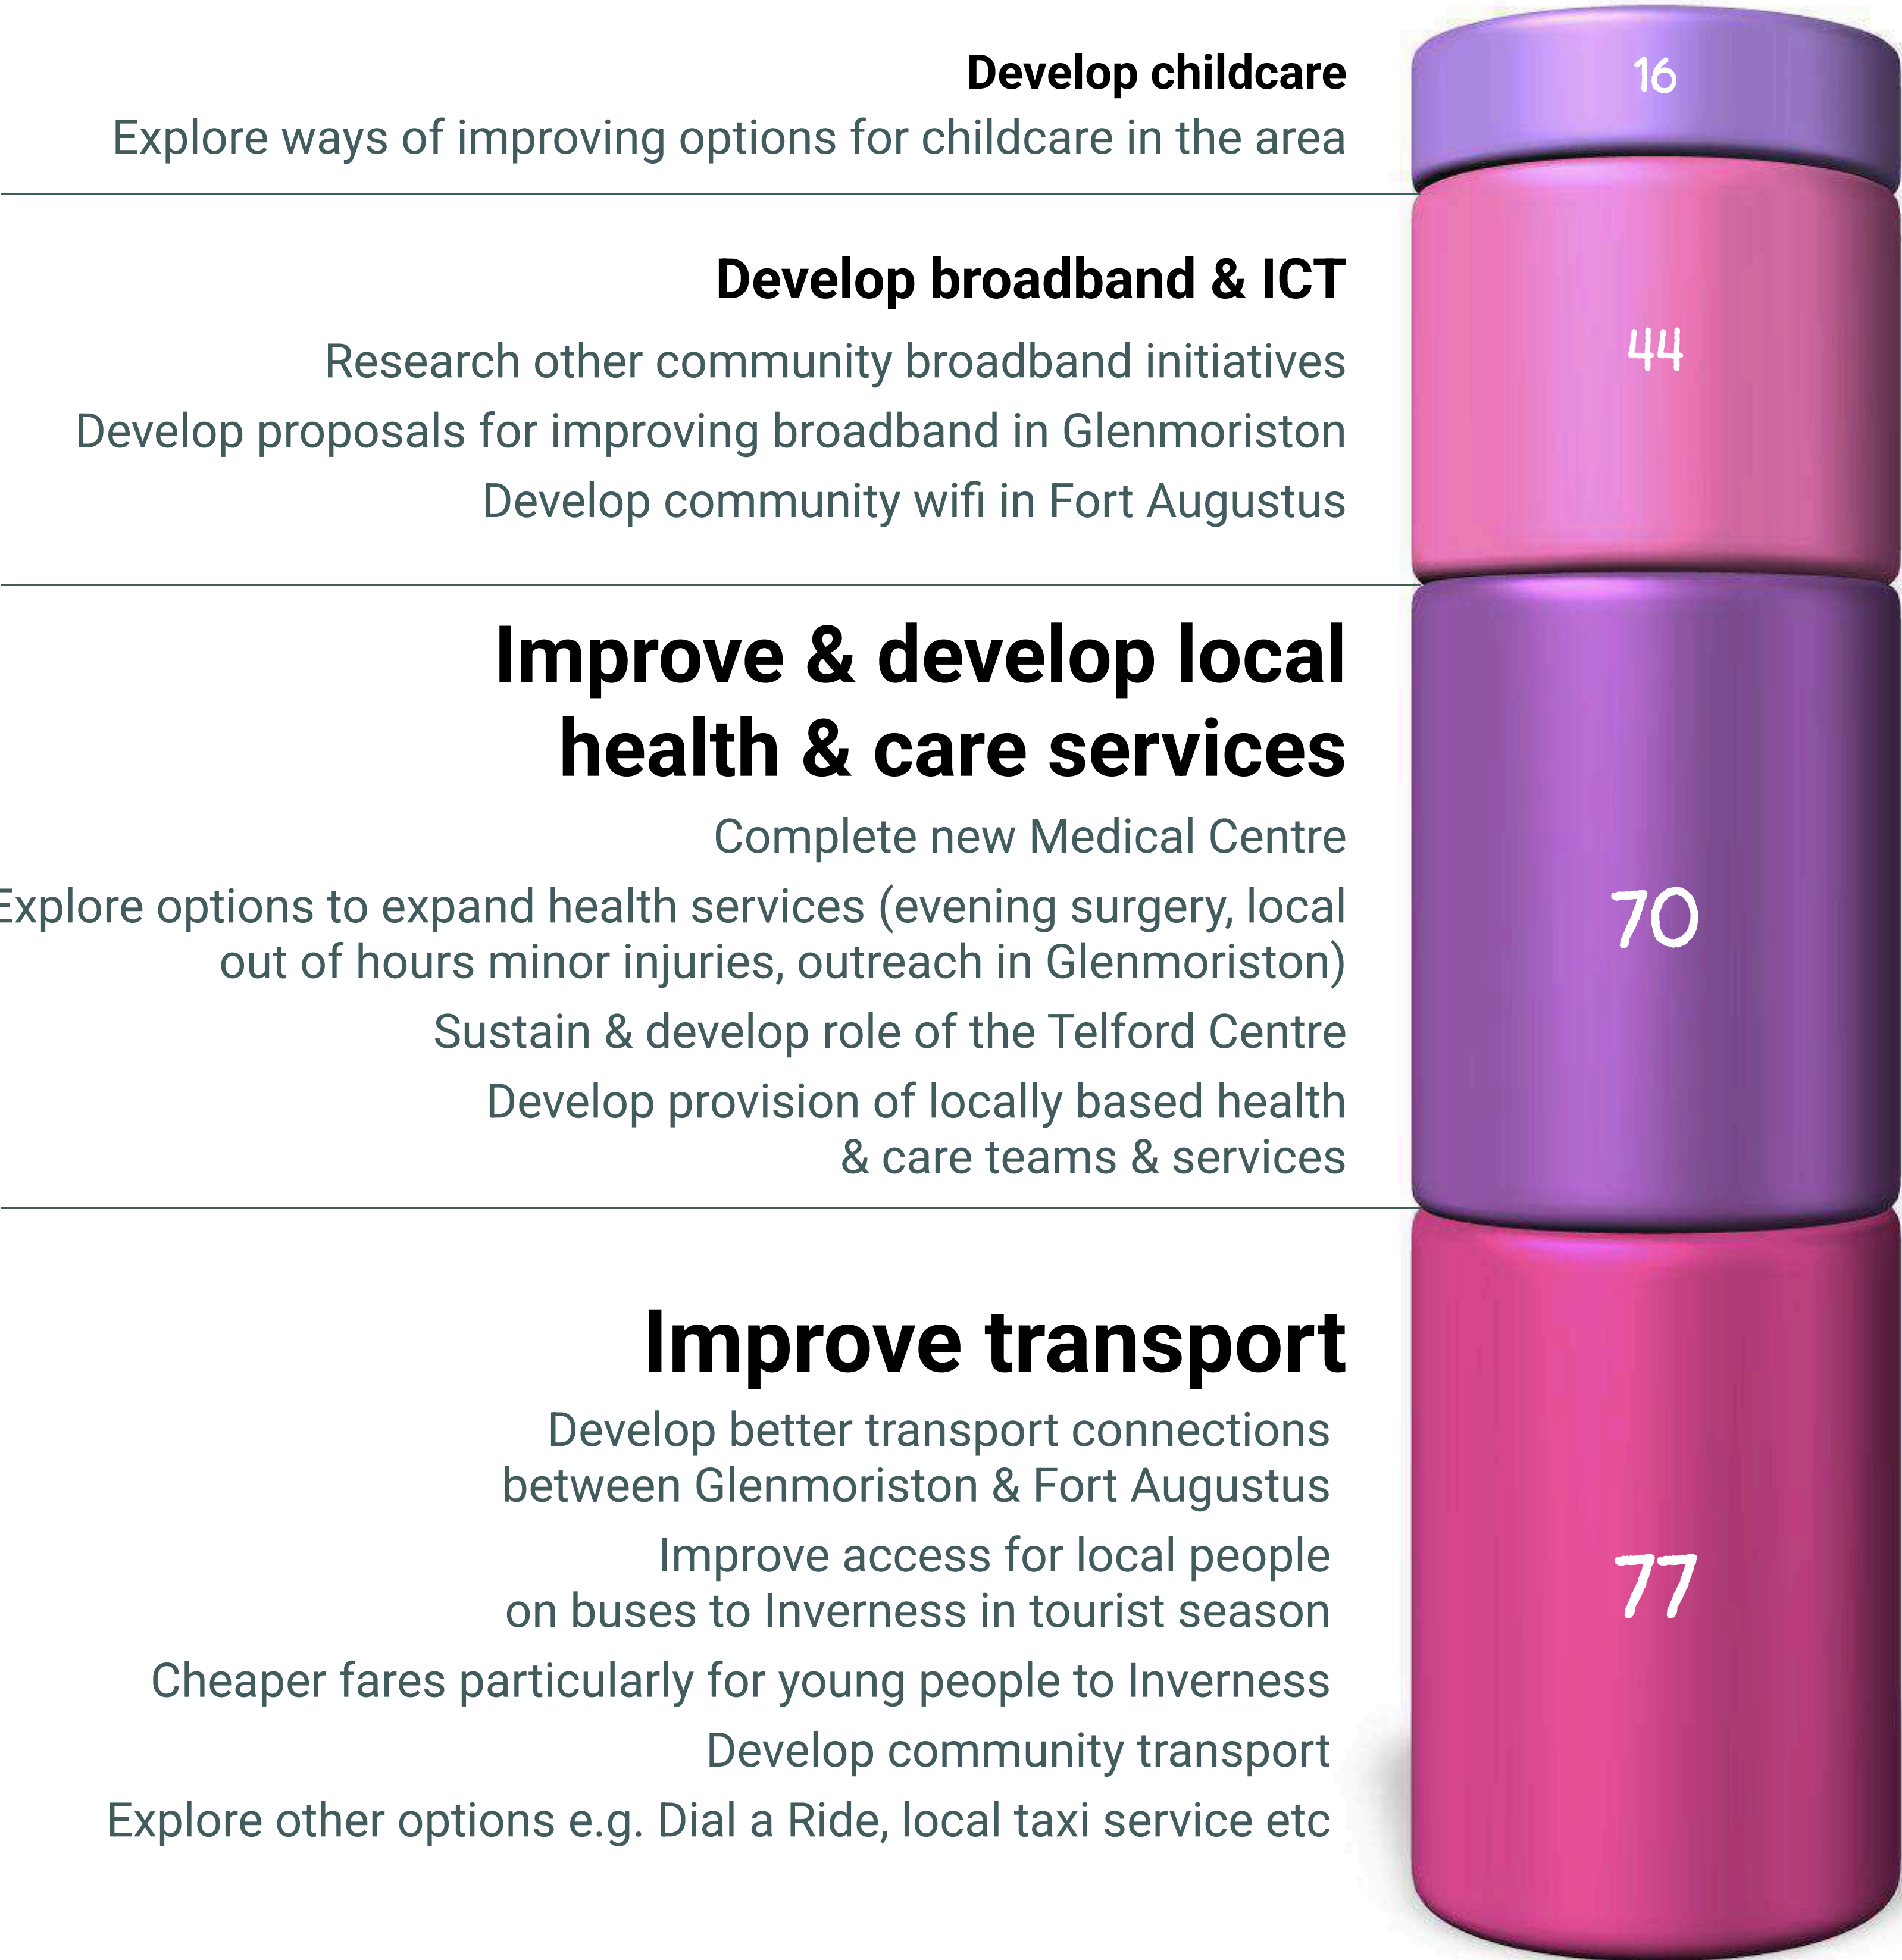 Develop childcare
16
Explore ways of improving options for childcare in the area
Develop broadband & ICT
Research other community broadband initiatives
44
Develop proposals for improving broadband in Glenmoriston
Develop community wifi in Fort Augustus
Improve & develop local
health & care services
Complete new Medical Centre
Explore options to expand health services (evening surgery, local
70
out of hours minor injuries, outreach in Glenmoriston)
Sustain & develop role of the Telford Centre
Develop provision of locally based health
& care teams & services
Improve transport
Develop better transport connections
between Glenmoriston & Fort Augustus
Improve access for local people
77
on buses to Inverness in tourist season
Cheaper fares particularly for young people to Inverness
Develop community transport
Explore other options e.g. Dial a Ride, local taxi service etc